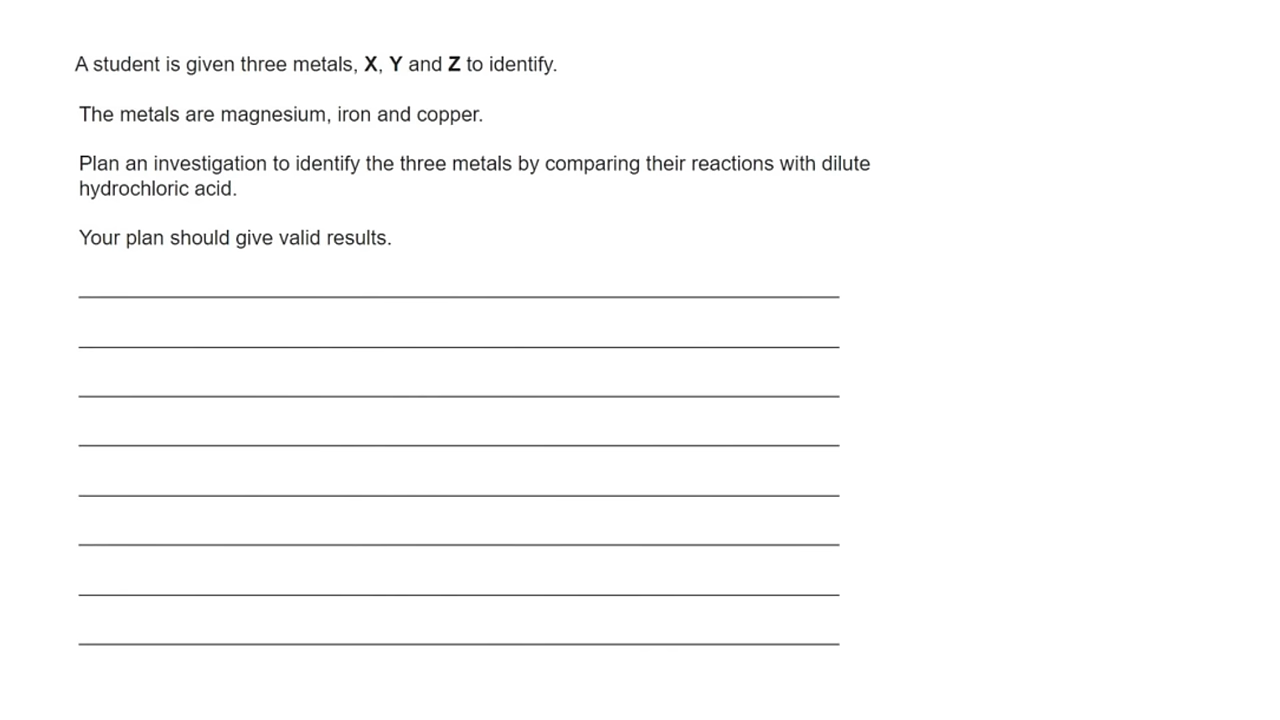 A student is given three metals, X, Y and Z to identify.
The metals are magnesium, iron and copper.
Plan an investigation to identify the three metals by comparing their reactions with dilute
hydrochloric acid.
Your plan should give valid results.